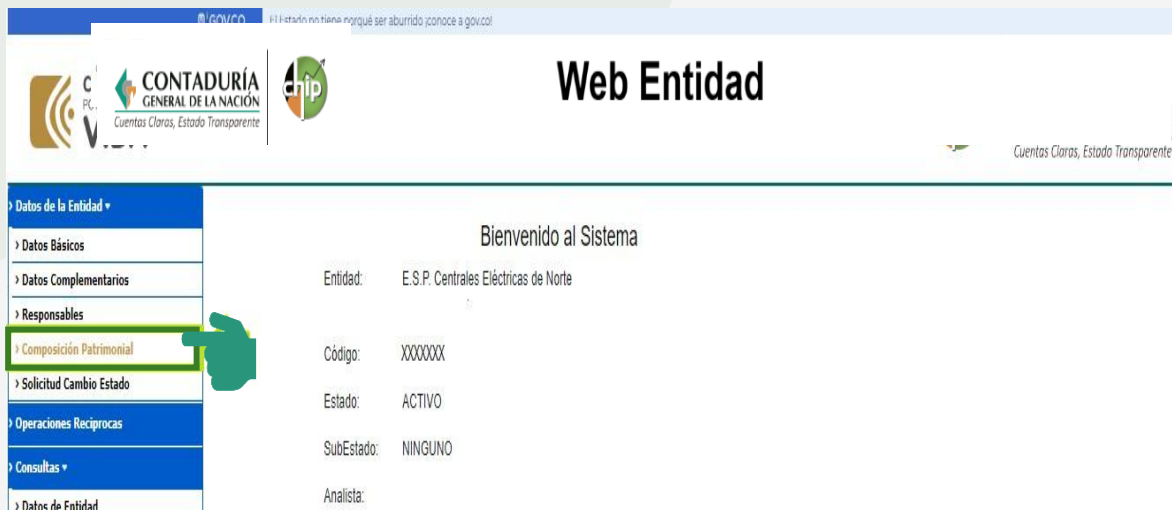 GOV.CO El Estado no tiene porqué ser aburrido ¡conoce a gov.co!
CONTADURÍA
GENERAL DE LA NACIÓN
Cuentas Claras, Estado Transparente
chip
Web Entidad
Cuentas Claras, Estado Transparente
› Datos de la Entidad ▾
› Datos Básicos
› Datos Complementarios
› Responsables
› Composición Patrimonial
› Solicitud Cambio Estado
› Operaciones Reciprocas
› Consultas ▾
› Datos de Entidad
Bienvenido al Sistema
Entidad: E.S.P. Centrales Eléctricas de Norte
Código: XXXXXXX
Estado: ACTIVO
SubEstado: NINGUNO
Analista: